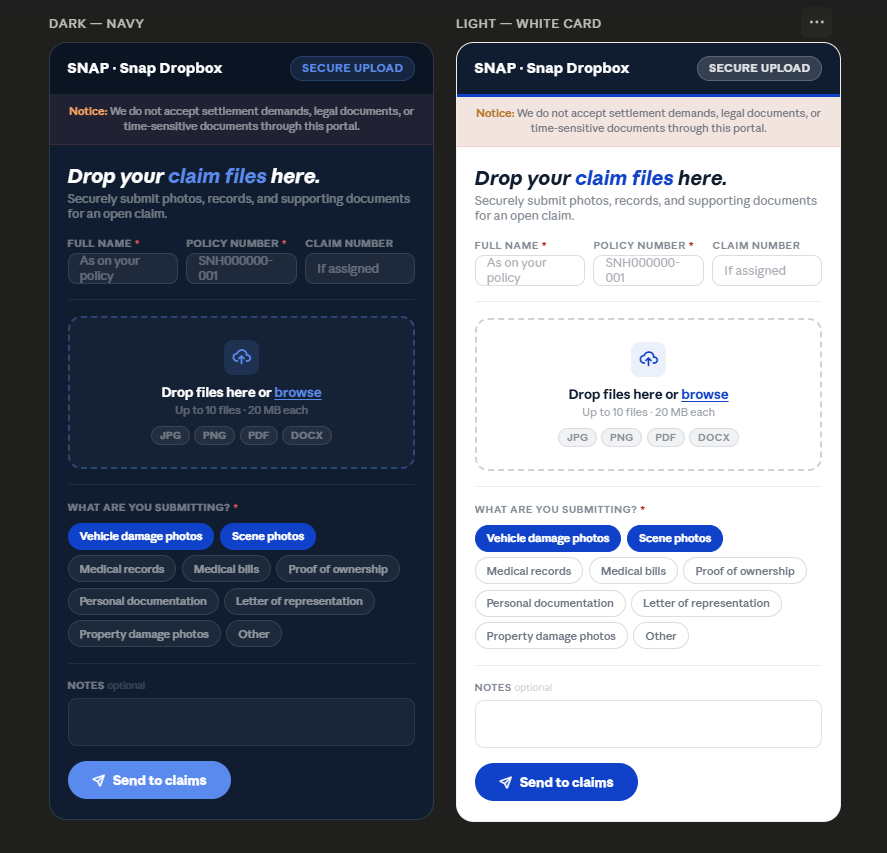 DARK — NAVY
SNAP · Snap Dropbox
SECURE UPLOAD
Notice: We do not accept settlement demands, legal documents, or
time-sensitive documents through this portal.
Drop your claim files here.
Securely submit photos, records, and supporting documents
for an open claim.
FULL NAME *
POLICY NUMBER *
CLAIM NUMBER
As on your
policy
SNH000000-
001
If assigned
Drop files here or browse
Up to 10 files · 20 MB each
JPG
PNG
PDF
DOCX
WHAT ARE YOU SUBMITTING? *
Vehicle damage photos
Scene photos
Medical records
Medical bills
Proof of ownership
Personal documentation
Letter of representation
Property damage photos
Other
NOTES optional
Send to claims
LIGHT — WHITE CARD
SNAP · Snap Dropbox
SECURE UPLOAD
Notice: We do not accept settlement demands, legal documents, or
time-sensitive documents through this portal.
Drop your claim files here.
Securely submit photos, records, and supporting documents
for an open claim.
FULL NAME *
POLICY NUMBER *
CLAIM NUMBER
As on your
policy
SNH000000-
001
If assigned
Drop files here or browse
Up to 10 files · 20 MB each
JPG
PNG
PDF
DOCX
WHAT ARE YOU SUBMITTING? *
Vehicle damage photos
Scene photos
Medical records
Medical bills
Proof of ownership
Personal documentation
Letter of representation
Property damage photos
Other
NOTES optional
Send to claims